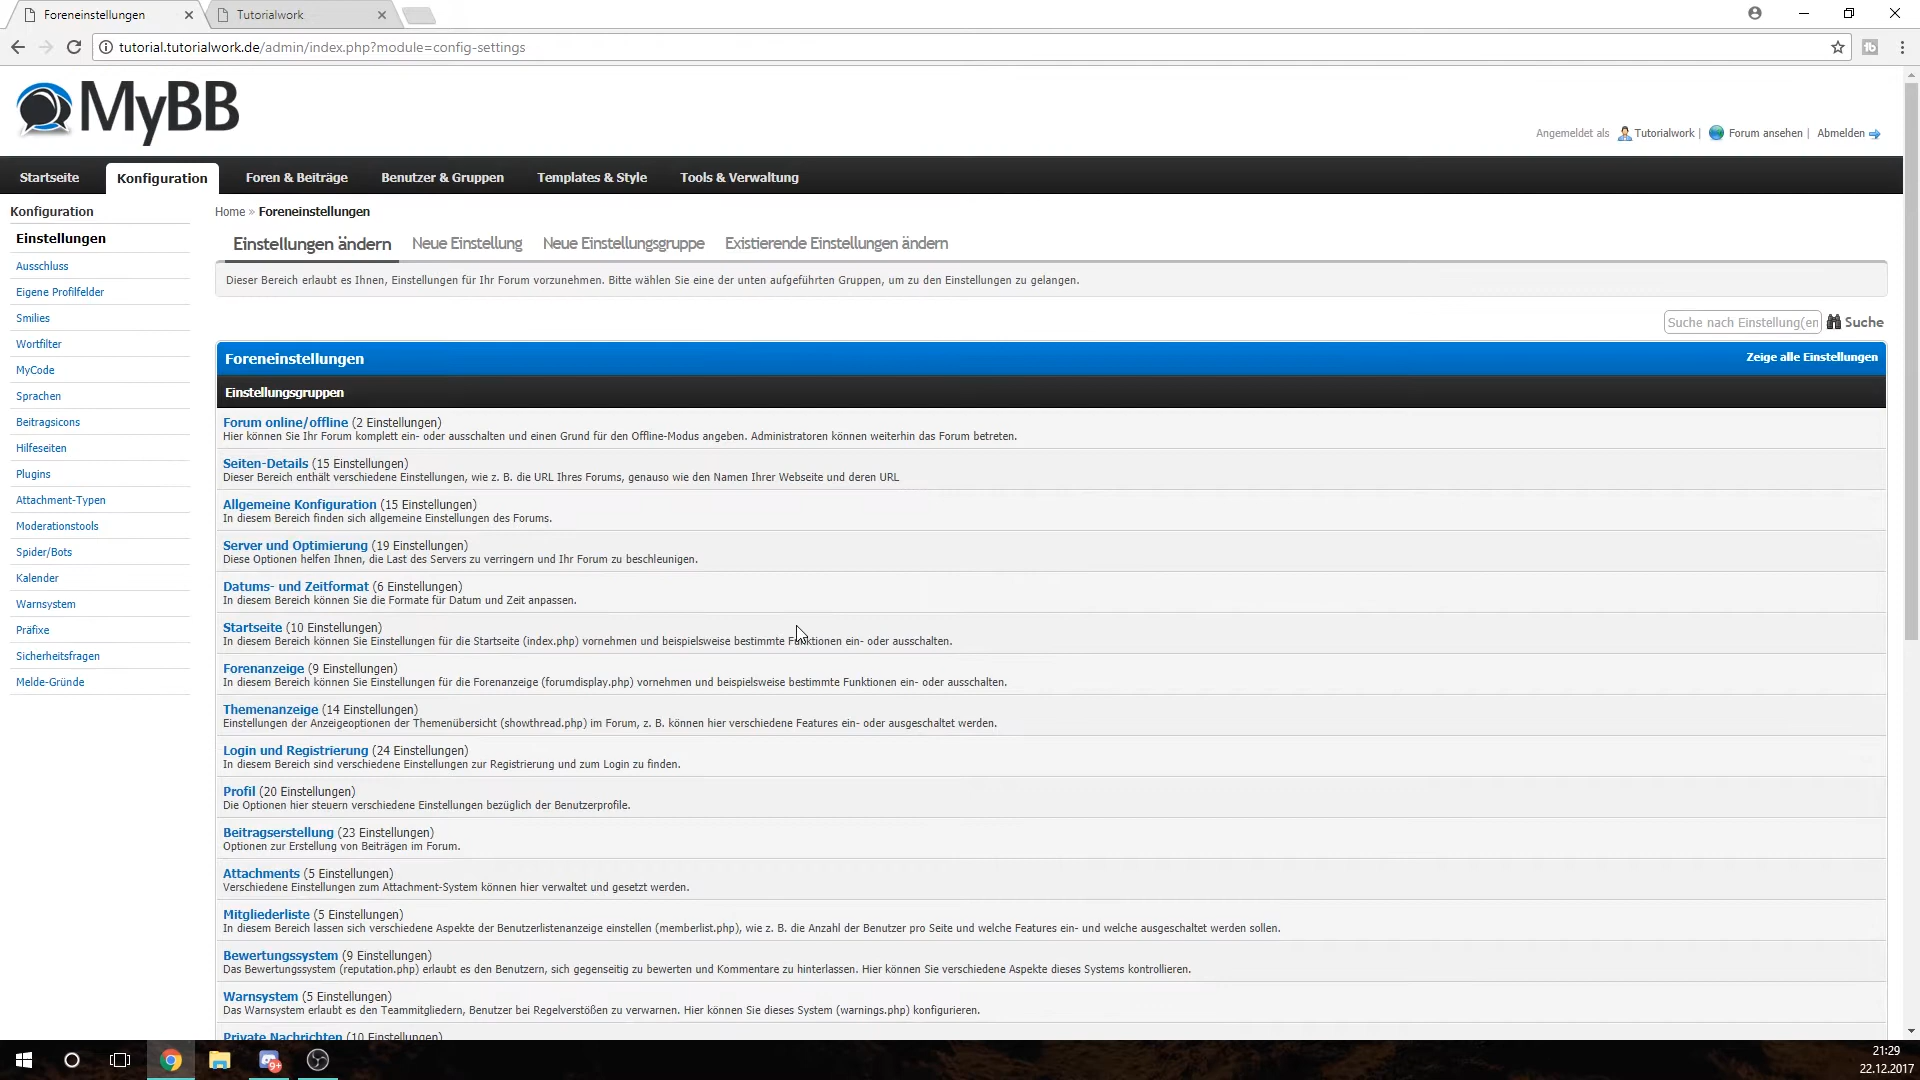 Foreneinstellungen
Tutorialwork
tutorial.tutorialwork.de/admin/index.php?module=config-settings
MyBB
Angemeldet als Tutorialwork | Forum ansehen | Abmelden
Startseite Konfiguration Foren & Beiträge Benutzer & Gruppen Templates & Style Tools & Verwaltung
Konfiguration
Einstellungen
Ausschluss
Eigene Profilfelder
Smilies
Wortfilter
MyCode
Sprachen
Beitragsicons
Hilfeseiten
Plugins
Attachment-Typen
Moderationstools
Spider/Bots
Kalender
Warnsystem
Präfixe
Sicherheitsfragen
Melde-Gründe
Home » Foreneinstellungen
Einstellungen ändern Neue Einstellung Neue Einstellungsgruppe Existierende Einstellungen ändern
Dieser Bereich erlaubt es Ihnen, Einstellungen für Ihr Forum vorzunehmen. Bitte wählen Sie eine der unten aufgeführten Gruppen, um zu den Einstellungen zu gelangen.
Suche nach Einstellung(en Suche
Foreneinstellungen Zeige alle Einstellungen
Einstellungsgruppen
Forum online/offline (2 Einstellungen)
Hier können Sie Ihr Forum komplett ein- oder ausschalten und einen Grund für den Offline-Modus angeben. Administratoren können weiterhin das Forum betreten.
Seiten-Details (15 Einstellungen)
Dieser Bereich enthält verschiedene Einstellungen, wie z. B. die URL Ihres Forums, genauso wie den Namen Ihrer Webseite und deren URL
Allgemeine Konfiguration (15 Einstellungen)
In diesem Bereich finden sich allgemeine Einstellungen des Forums.
Server und Optimierung (19 Einstellungen)
Diese Optionen helfen Ihnen, die Last des Servers zu verringern und Ihr Forum zu beschleunigen.
Datums- und Zeitformat (6 Einstellungen)
In diesem Bereich können Sie die Formate für Datum und Zeit anpassen.
Startseite (10 Einstellungen)
In diesem Bereich können Sie Einstellungen für die Startseite (index.php) vornehmen und beispielsweise bestimmte Funktionen ein- oder ausschalten.
Forenanzeige (9 Einstellungen)
In diesem Bereich können Sie Einstellungen für die Forenanzeige (forumdisplay.php) vornehmen und beispielsweise bestimmte Funktionen ein- oder ausschalten.
Themenanzeige (14 Einstellungen)
Einstellungen der Anzeigeoptionen der Themenübersicht (showthread.php) im Forum, z. B. können hier verschiedene Features ein- oder ausgeschaltet werden.
Login und Registrierung (24 Einstellungen)
In diesem Bereich sind verschiedene Einstellungen zur Registrierung und zum Login zu finden.
Profil (20 Einstellungen)
Die Optionen hier steuern verschiedene Einstellungen bezüglich der Benutzerprofile.
Beitragserstellung (23 Einstellungen)
Optionen zur Erstellung von Beiträgen im Forum.
Attachments (5 Einstellungen)
Verschiedene Einstellungen zum Attachment-System können hier verwaltet und gesetzt werden.
Mitgliederliste (5 Einstellungen)
In diesem Bereich lassen sich verschiedene Aspekte der Benutzerlistenanzeige einstellen (memberlist.php), wie z. B. die Anzahl der Benutzer pro Seite und welche Features ein- und welche ausgeschaltet werden sollen.
Bewertungssystem (9 Einstellungen)
Das Bewertungssystem (reputation.php) erlaubt es den Benutzern, sich gegenseitig zu bewerten und Kommentare zu hinterlassen. Hier können Sie verschiedene Aspekte dieses Systems kontrollieren.
Warnsystem (5 Einstellungen)
Das Warnsystem erlaubt es den Teammitgliedern, Benutzer bei Regelverstößen zu verwarnen. Hier können Sie dieses System (warnings.php) konfigurieren.
Private Nachrichten (10 Einstellungen)
9+
21:29
22.12.2017